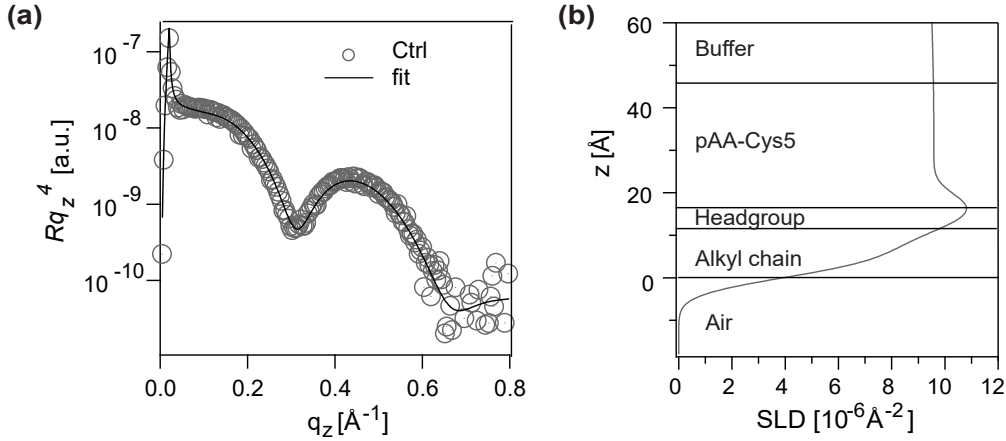 (a)
Rq_z^4 [a.u.]
10^-7
10^-8
10^-9
10^-10
Ctrl
fit
0.0 0.2 0.4 0.6 0.8
q_z [Å^-1]
(b)
z [Å]
60
40
20
0
Buffer
pAA-Cys5
Headgroup
Alkyl chain
Air
0 2 4 6 8 10 12
SLD [10^-6 Å^-2]